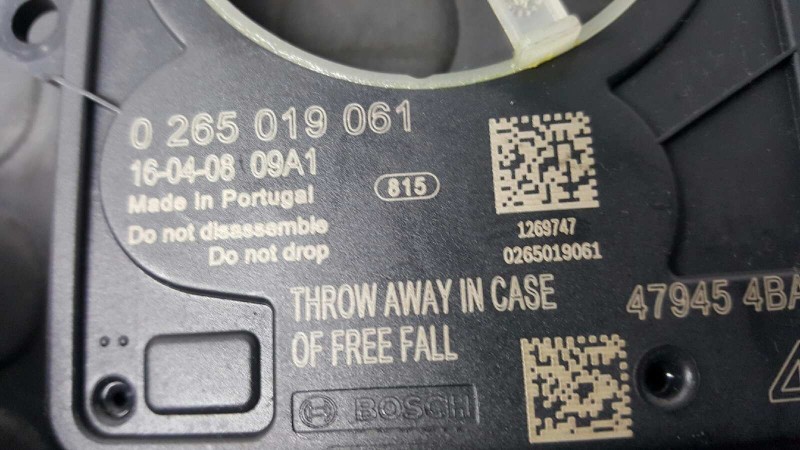 0 265 019 061
16-04-08 09A1
Made in Portugal
815
Do not disassemble
Do not drop
1269747
0265019061
THROW AWAY IN CASE
OF FREE FALL
47945 4BA
BOSCH